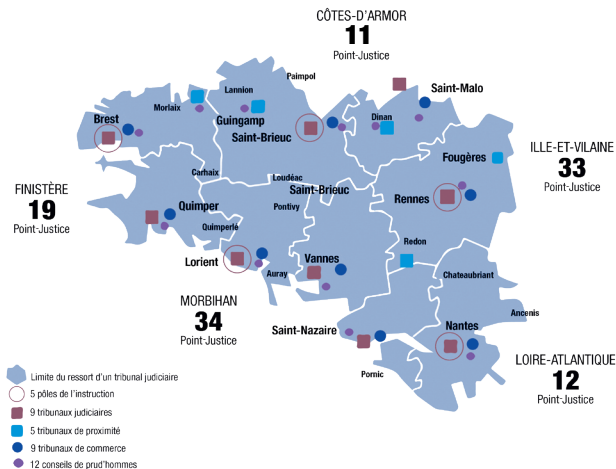 CÔTES-D'ARMOR
11
Point-Justice
Paimpol
Lannion
Saint-Malo
Morlaix
Brest
Guingamp
Dinan
Saint-Brieuc
Fougères
ILLE-ET-VILAINE
33
Point-Justice
Carhaix
Loudéac
Saint-Brieuc
Rennes
FINISTÈRE
19
Point-Justice
Quimper
Pontivy
Quimperlé
Redon
Lorient
Vannes
Auray
Chateaubriant
MORBIHAN
34
Point-Justice
Ancenis
Saint-Nazaire
Nantes
Pornic
LOIRE-ATLANTIQUE
12
Point-Justice
Limite du ressort d'un tribunal judiciaire
5 pôles de l'instruction
9 tribunaux judiciaires
5 tribunaux de proximité
9 tribunaux de commerce
12 conseils de prud'hommes